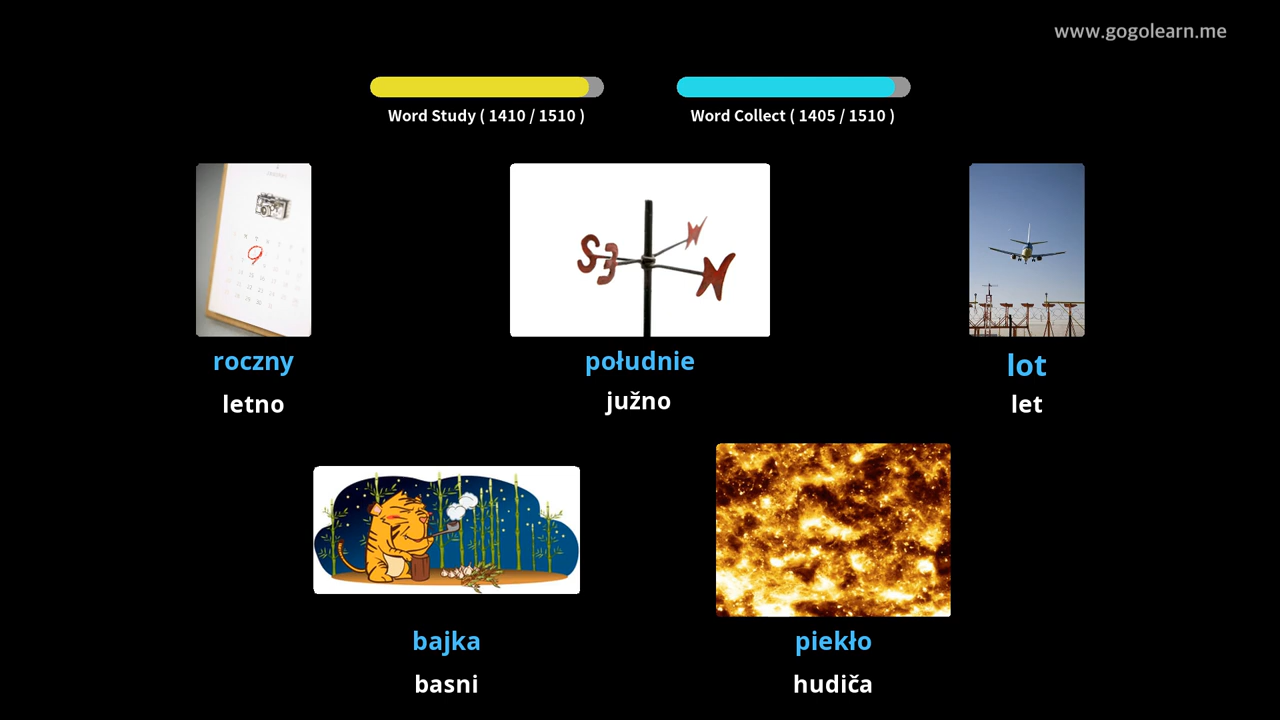 www.gogolearn.me
Word Study ( 1410 / 1510 )
Word Collect ( 1405 / 1510 )
roczny
południe
lot
letno
južno
let
bajka
piekło
basni
hudiča